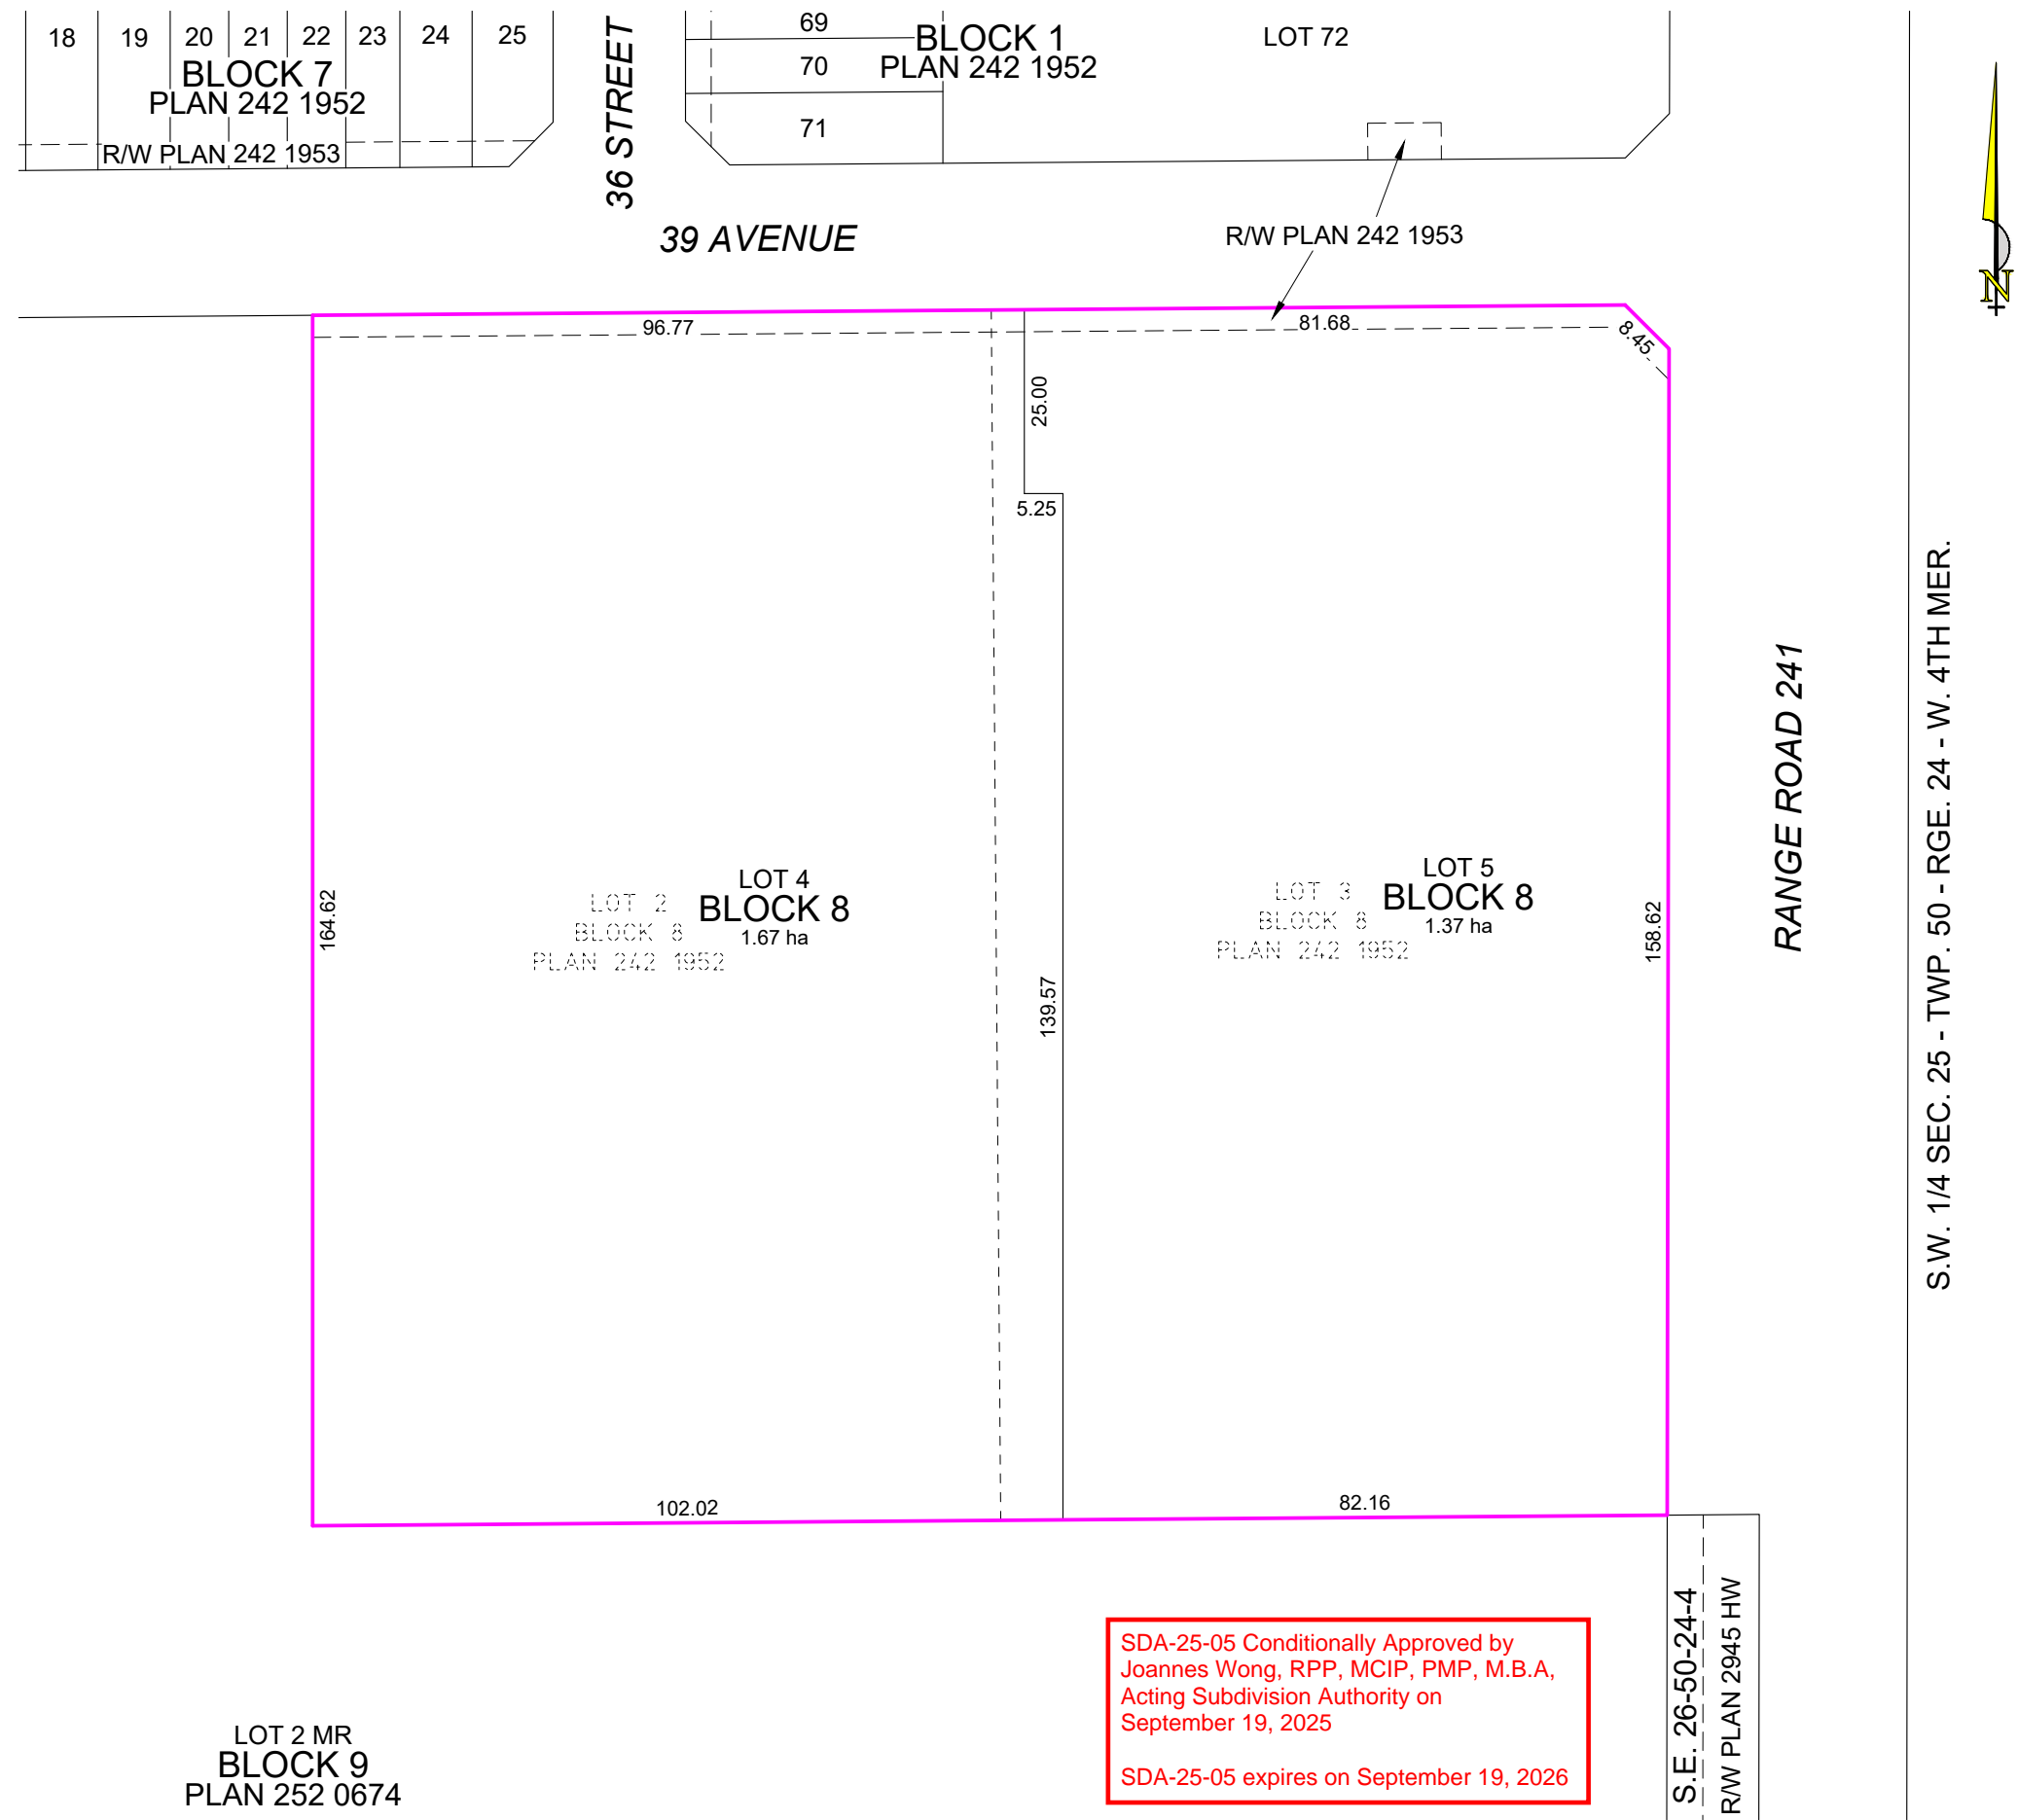 18 19 20 21 22 23 24 25
BLOCK 7
PLAN 242 1952
R/W PLAN 242 1953
36 STREET
69
70
71
BLOCK 1
PLAN 242 1952
LOT 72
39 AVENUE
R/W PLAN 242 1953
N
96.77
81.68
8.45
25.00
5.25
164.62
139.57
158.62
LOT 4
BLOCK 8
1.67 ha
LOT 2
BLOCK 8
PLAN 242 1952
LOT 5
BLOCK 8
1.37 ha
LOT 3
BLOCK 8
PLAN 242 1952
RANGE ROAD 241
S.W. 1/4 SEC. 25 - TWP. 50 - RGE. 24 - W. 4TH MER.
102.02
82.16
SDA-25-05 Conditionally Approved by
Joannes Wong, RPP, MCIP, PMP, M.B.A,
Acting Subdivision Authority on
September 19, 2025
SDA-25-05 expires on September 19, 2026
S.E. 26-50-24-4
R/W PLAN 2945 HW
LOT 2 MR
BLOCK 9
PLAN 252 0674